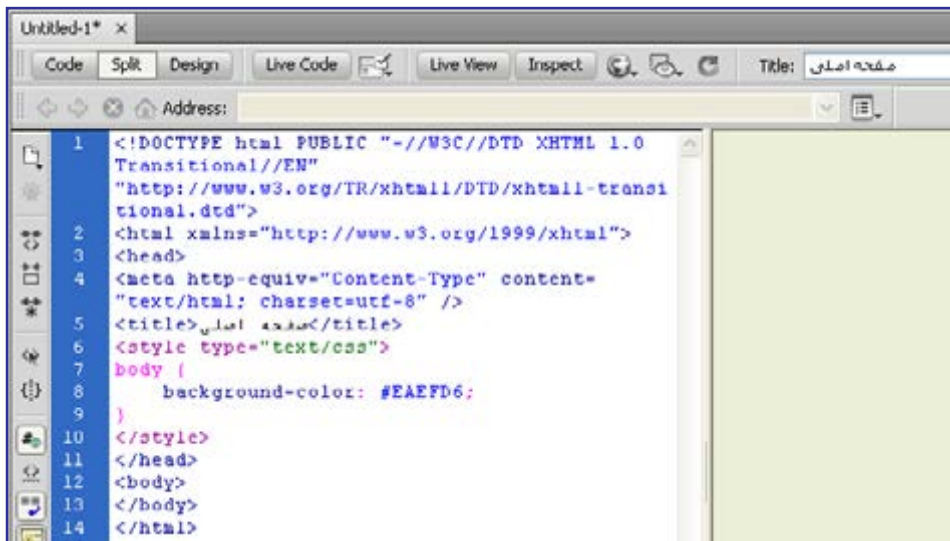 Untitled-1* ×
Code Split Design Live Code Live View Inspect Title: صفحه اصلی
Address:
1 <!DOCTYPE html PUBLIC "-//W3C//DTD XHTML 1.0
Transitional//EN"
"http://www.w3.org/TR/xhtml1/DTD/xhtml1-transi
tional.dtd">
2 <html xmlns="http://www.w3.org/1999/xhtml">
3 <head>
4 <meta http-equiv="Content-Type" content=
"text/html; charset=utf-8" />
5 <title>صفحه اصلی</title>
6 <style type="text/css">
7 body {
8 background-color: #EAEFD6;
9 }
10 </style>
11 </head>
12 <body>
13 </body>
14 </html>